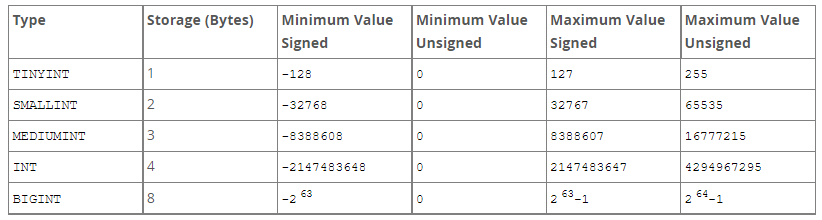 Type Storage (Bytes) Minimum Value Signed Minimum Value Unsigned Maximum Value Signed Maximum Value Unsigned
TINYINT 1 -128 0 127 255
SMALLINT 2 -32768 0 32767 65535
MEDIUMINT 3 -8388608 0 8388607 16777215
INT 4 -2147483648 0 2147483647 4294967295
BIGINT 8 -2 63 0 2 63-1 2 64-1